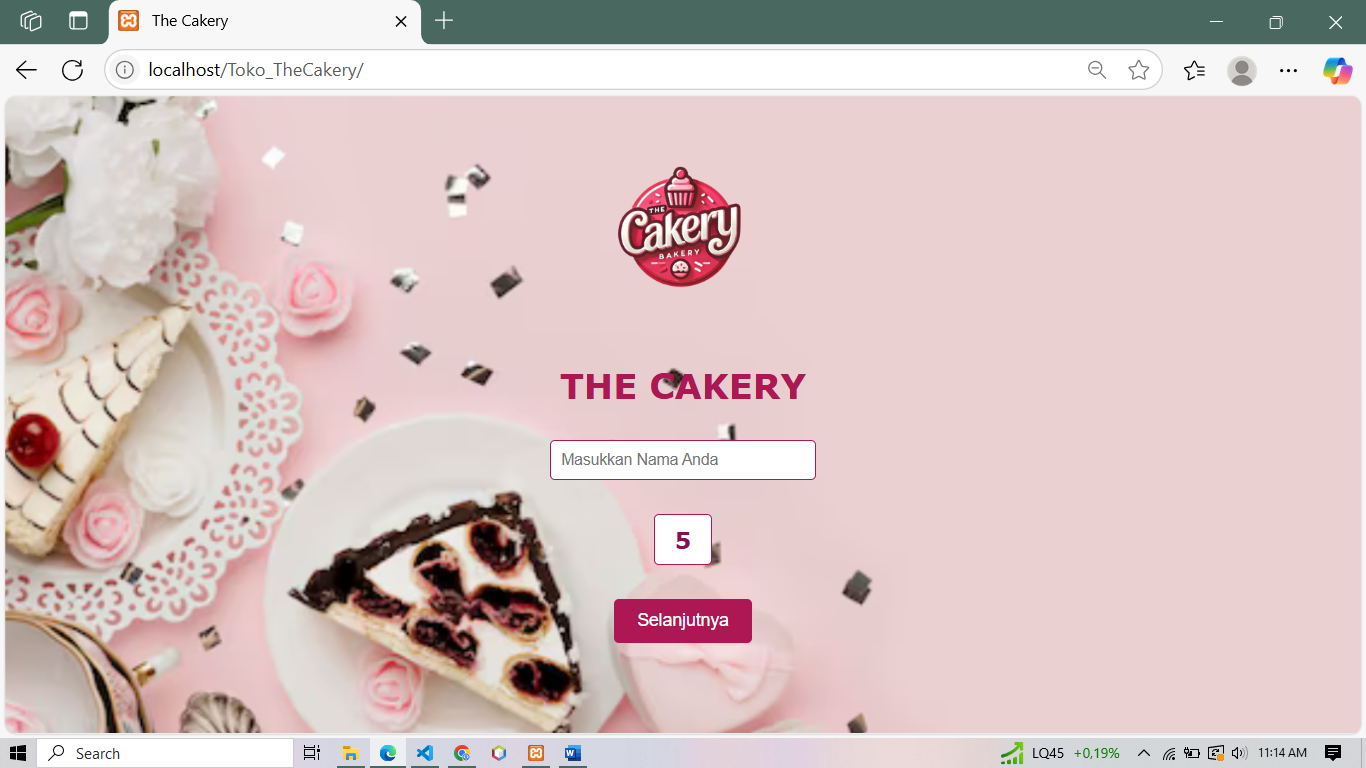 The Cakery
localhost/Toko_TheCakery/
THE
Cakery
BAKERY
THE CAKERY
Masukkan Nama Anda
5
Selanjutnya
Search
LQ45 +0,19%
11:14 AM